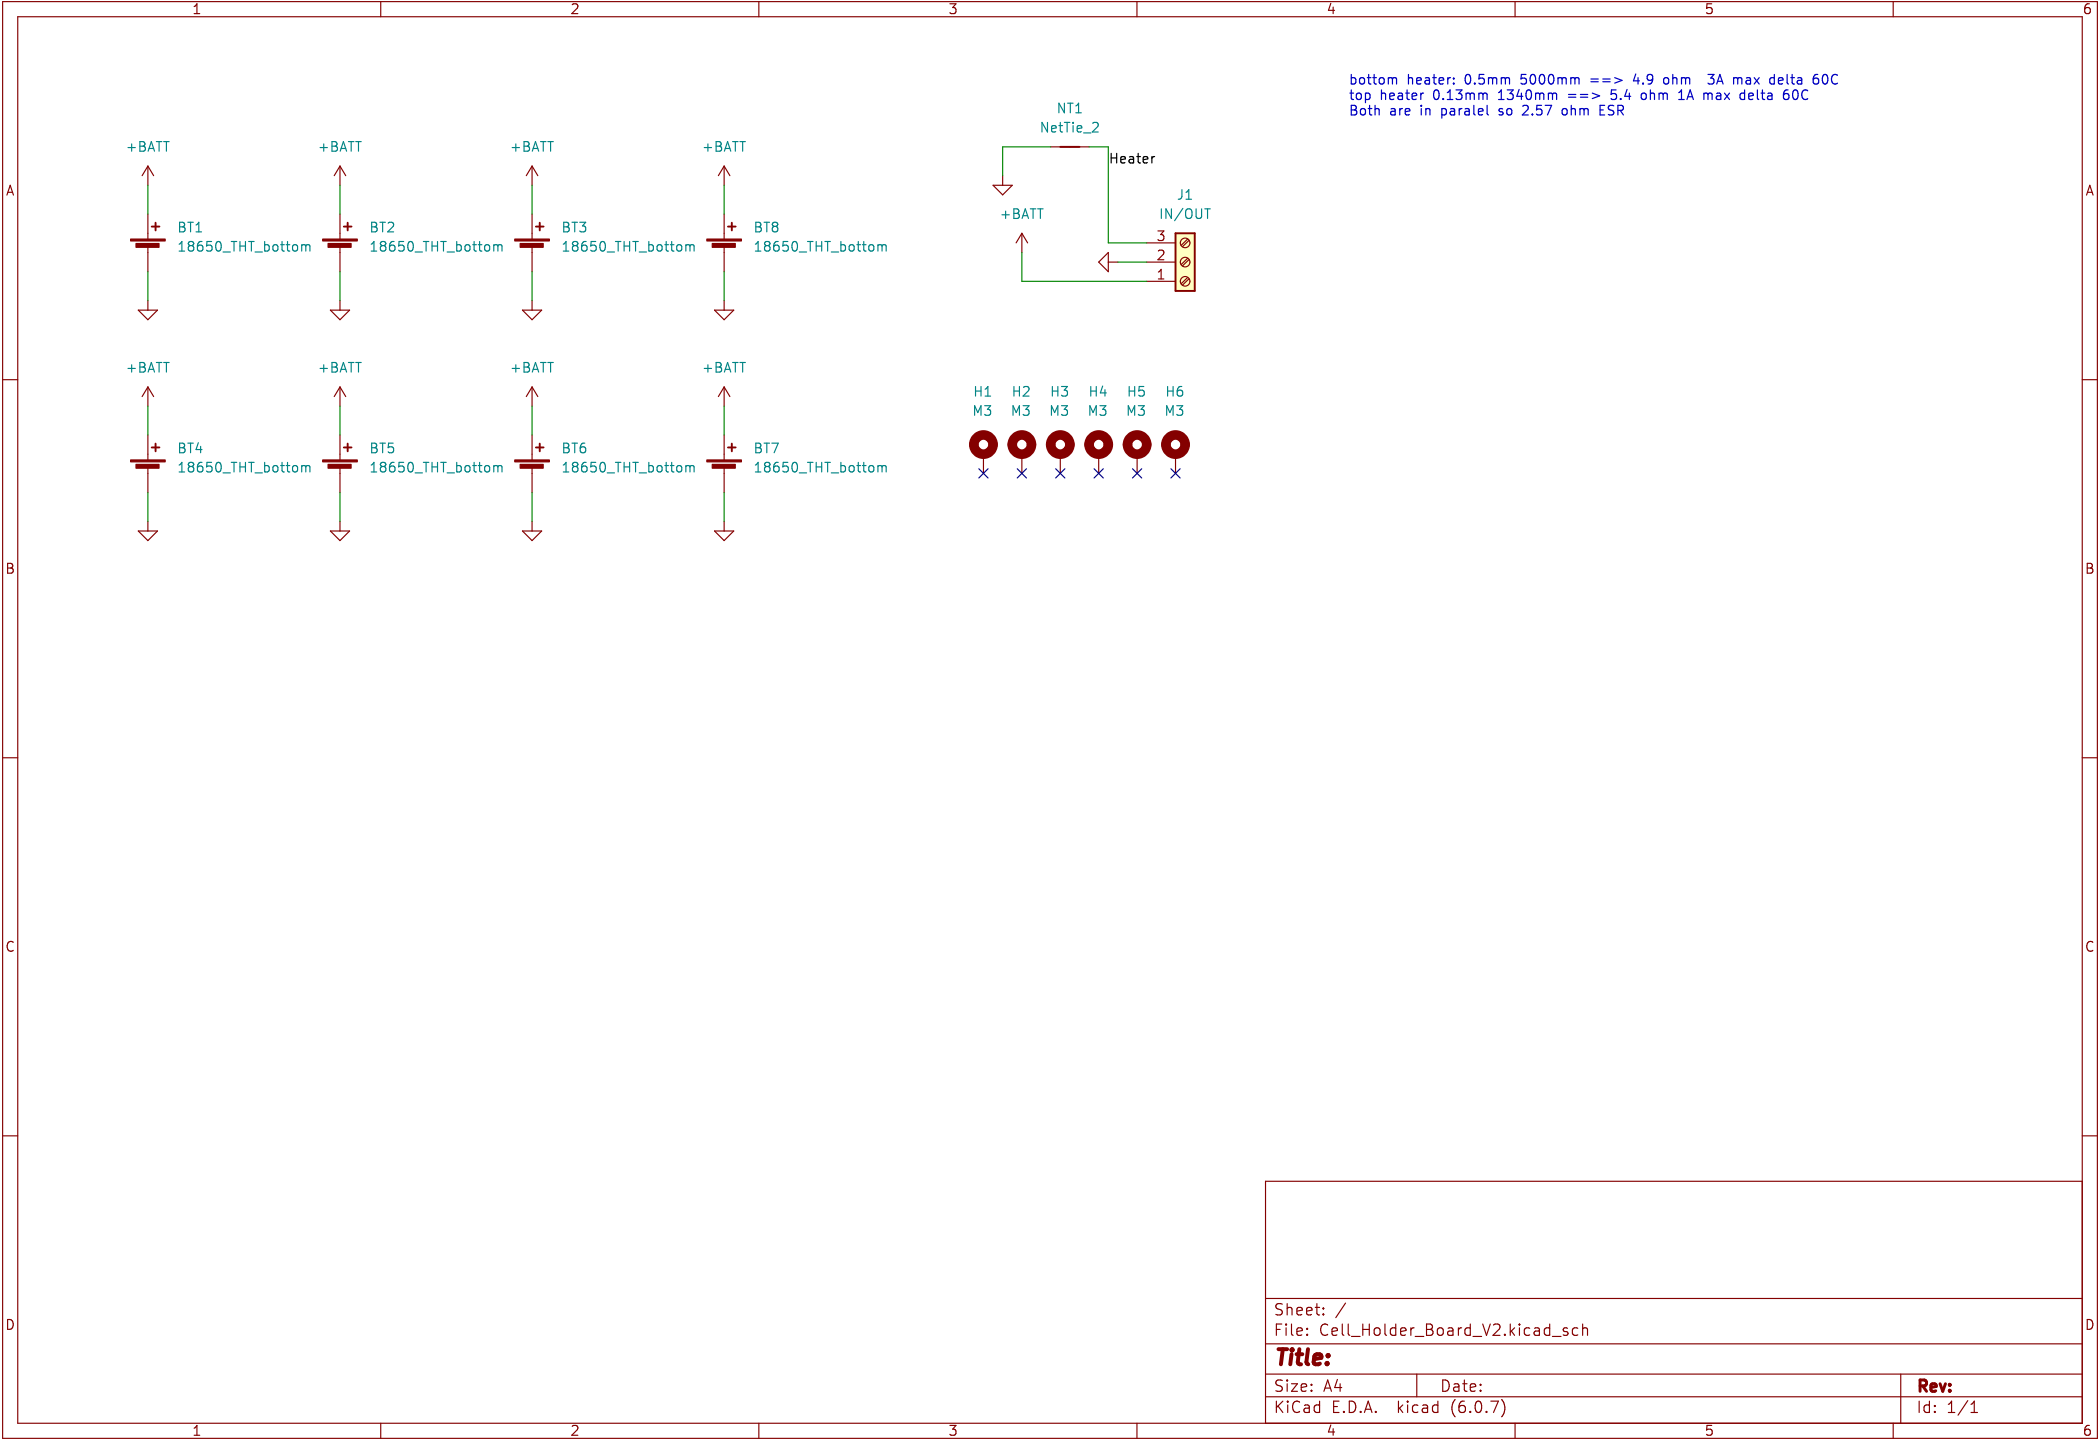 1 2 3 4 5 6
bottom heater: 0.5mm 5000mm ==> 4.9 ohm  3A max delta 60C
top heater 0.13mm 1340mm ==> 5.4 ohm 1A max delta 60C
Both are in paralel so 2.57 ohm ESR
NT1
NetTie_2
+BATT +BATT +BATT +BATT
Heater
A A
J1
+BATT IN/OUT
BT1 BT2 BT3 BT8
18650_THT_bottom 18650_THT_bottom 18650_THT_bottom 18650_THT_bottom
3
2
1
+BATT +BATT +BATT +BATT
H1 H2 H3 H4 H5 H6
M3 M3 M3 M3 M3 M3
BT4 BT5 BT6 BT7
18650_THT_bottom 18650_THT_bottom 18650_THT_bottom 18650_THT_bottom
B B
C C
Sheet: /
File: Cell_Holder_Board_V2.kicad_sch
D D
Title:
Size: A4 Date: Rev:
KiCad E.D.A.  kicad (6.0.7) Id: 1/1
1 2 3 4 5 6